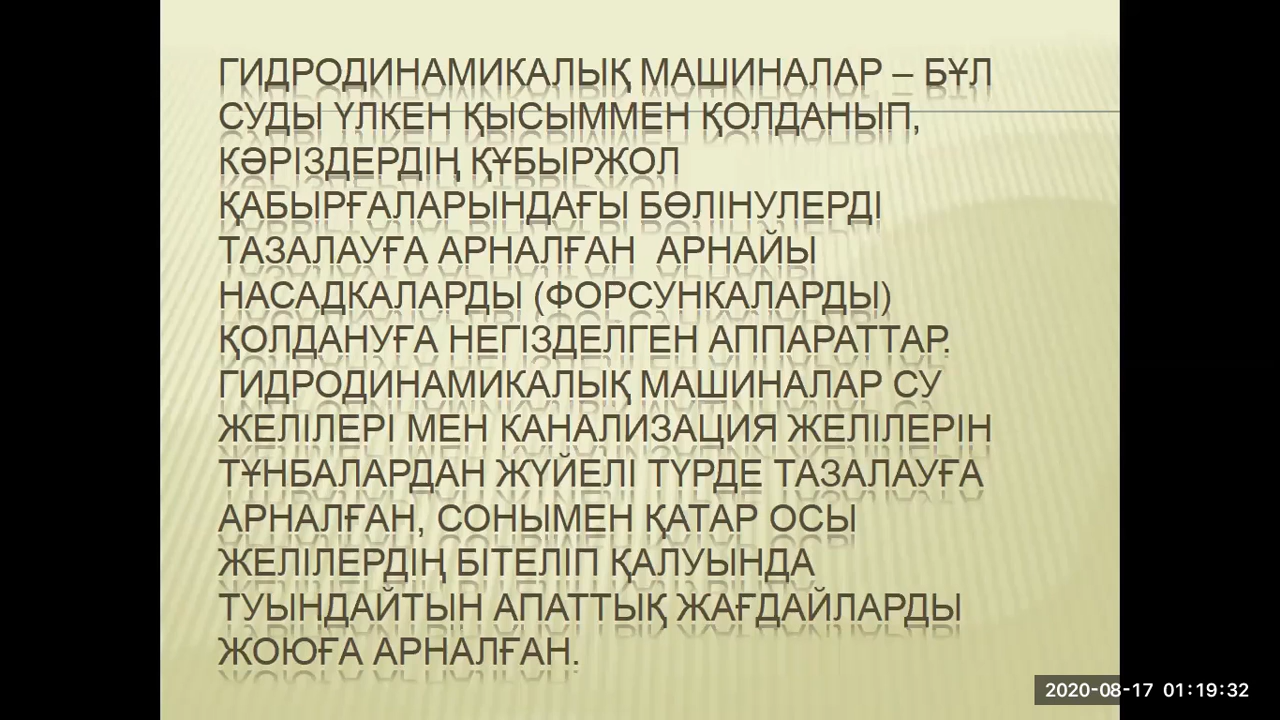 ГИДРОДИНАМИКАЛЫҚ МАШИНАЛАР – БҰЛ
СУДЫ ҮЛКЕН ҚЫСЫММЕН ҚОЛДАНЫП,
КӘРІЗДЕРДІҢ ҚҰБЫРЖОЛ
ҚАБЫРҒАЛАРЫНДАҒЫ БӨЛІНУЛЕРДІ
ТАЗАЛАУҒА АРНАЛҒАН АРНАЙЫ
НАСАДКАЛАРДЫ (ФОРСУНКАЛАРДЫ)
ҚОЛДАНУҒА НЕГІЗДЕЛГЕН АППАРАТТАР.
ГИДРОДИНАМИКАЛЫҚ МАШИНАЛАР СУ
ЖЕЛІЛЕРІ МЕН КАНАЛИЗАЦИЯ ЖЕЛІЛЕРІН
ТҰНБАЛАРДАН ЖҮЙЕЛІ ТҮРДЕ ТАЗАЛАУҒА
АРНАЛҒАН, СОНЫМЕН ҚАТАР ОСЫ
ЖЕЛІЛЕРДІҢ БІТЕЛІП ҚАЛУЫНДА
ТУЫНДАЙТЫН АПАТТЫҚ ЖАҒДАЙЛАРДЫ
ЖОЮҒА АРНАЛҒАН.
2020-08-17 01:19:32